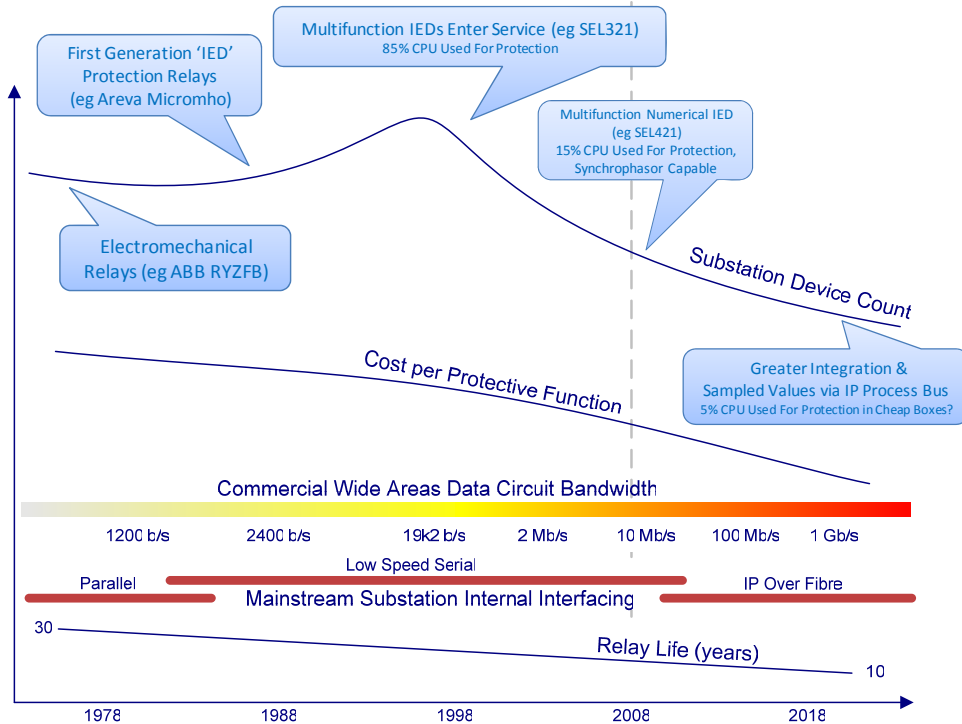 Multifunction IEDs Enter Service (eg SEL321)
85% CPU Used For Protection
First Generation ‘IED’
Protection Relays
(eg Areva Micromho)
Multifunction Numerical IED
(eg SEL421)
15% CPU Used For Protection,
Synchrophasor Capable
Electromechanical
Relays (eg ABB RYZFB)
Substation Device Count
Greater Integration &
Sampled Values via IP Process Bus
5% CPU Used For Protection in Cheap Boxes?
Cost per Protective Function
Commercial Wide Areas Data Circuit Bandwidth
1200 b/s 2400 b/s 19k2 b/s 2 Mb/s 10 Mb/s 100 Mb/s 1 Gb/s
Low Speed Serial
Parallel
IP Over Fibre
Mainstream Substation Internal Interfacing
30
Relay Life (years)
10
1978 1988 1998 2008 2018